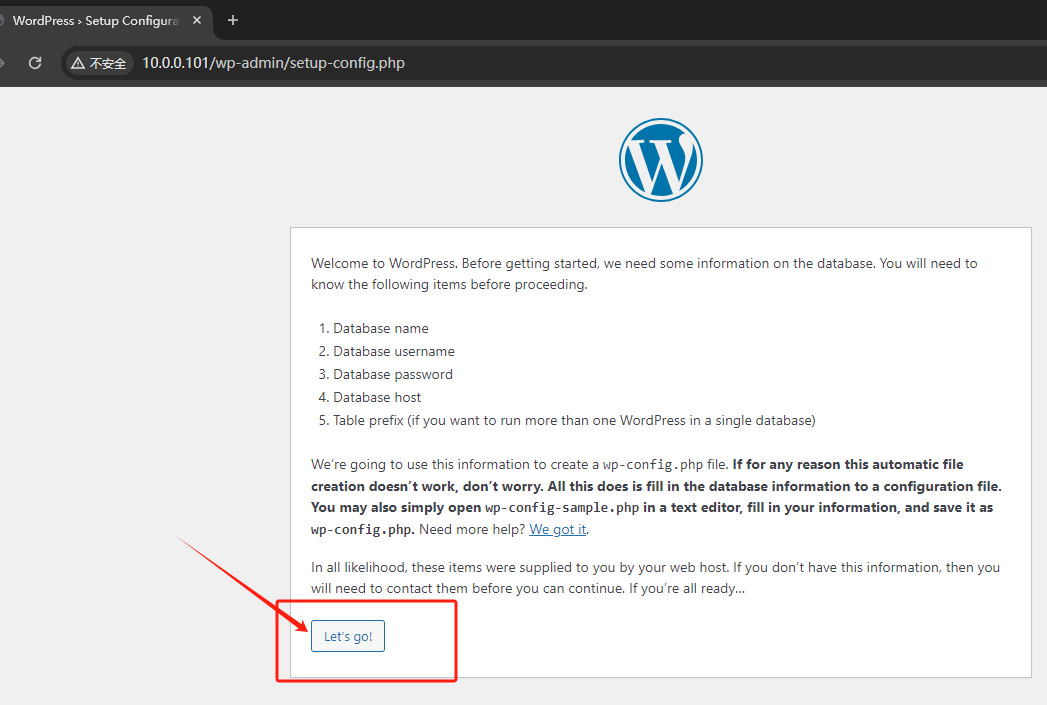 WordPress › Setup Configura
不安全
10.0.0.101/wp-admin/setup-config.php
Welcome to WordPress. Before getting started, we need some information on the database. You will need to
know the following items before proceeding.
1. Database name
2. Database username
3. Database password
4. Database host
5. Table prefix (if you want to run more than one WordPress in a single database)
We’re going to use this information to create a wp-config.php file. If for any reason this automatic file
creation doesn’t work, don’t worry. All this does is fill in the database information to a configuration file.
You may also simply open wp-config-sample.php in a text editor, fill in your information, and save it as
wp-config.php. Need more help? We got it.
In all likelihood, these items were supplied to you by your web host. If you don’t have this information, then you
will need to contact them before you can continue. If you’re all ready…
Let’s go!